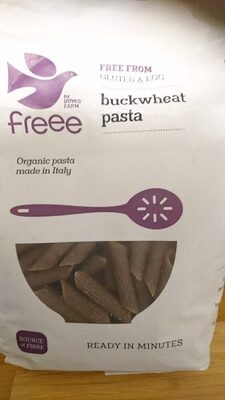 by
DOVES
FARM
freee
FREE FROM
GLUTEN & EGG
buckwheat
pasta
Organic pasta
made in Italy
SOURCE
of FIBRE
READY IN MINUTES